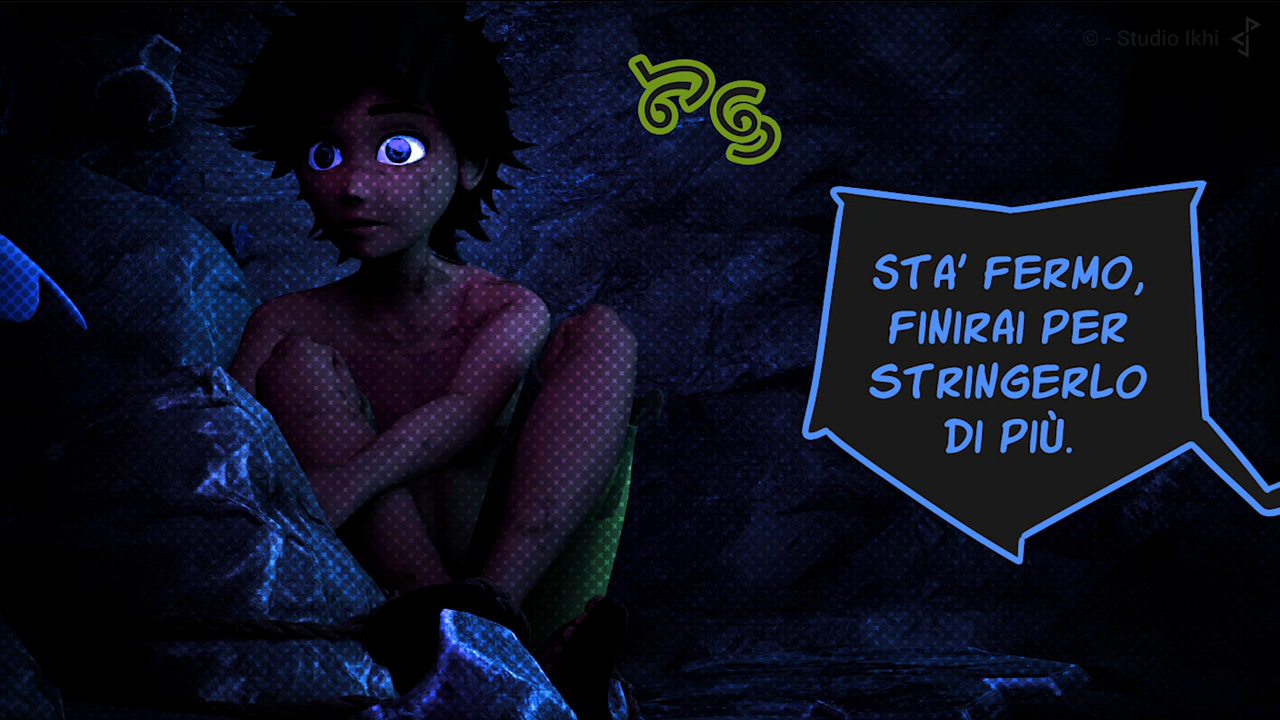 © - Studio Ikhi
STA' FERMO,
FINIRAI PER
STRINGERLO
DI PIÙ.